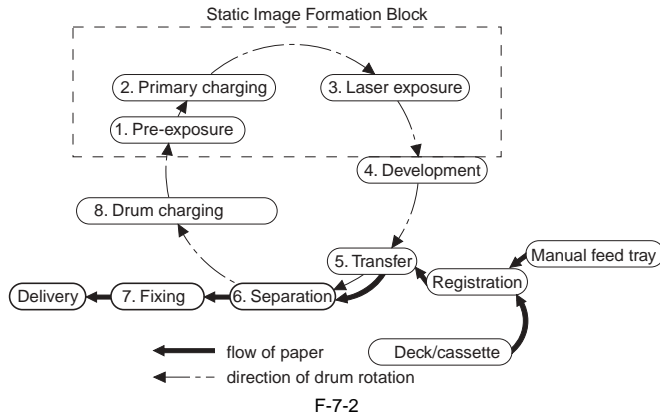 Static Image Formation Block
2. Primary charging
3. Laser exposure
1. Pre-exposure
4. Development
8. Drum charging
5. Transfer
Manual feed tray
Registration
Delivery
7. Fixing
6. Separation
Deck/cassette
flow of paper
direction of drum rotation
F-7-2